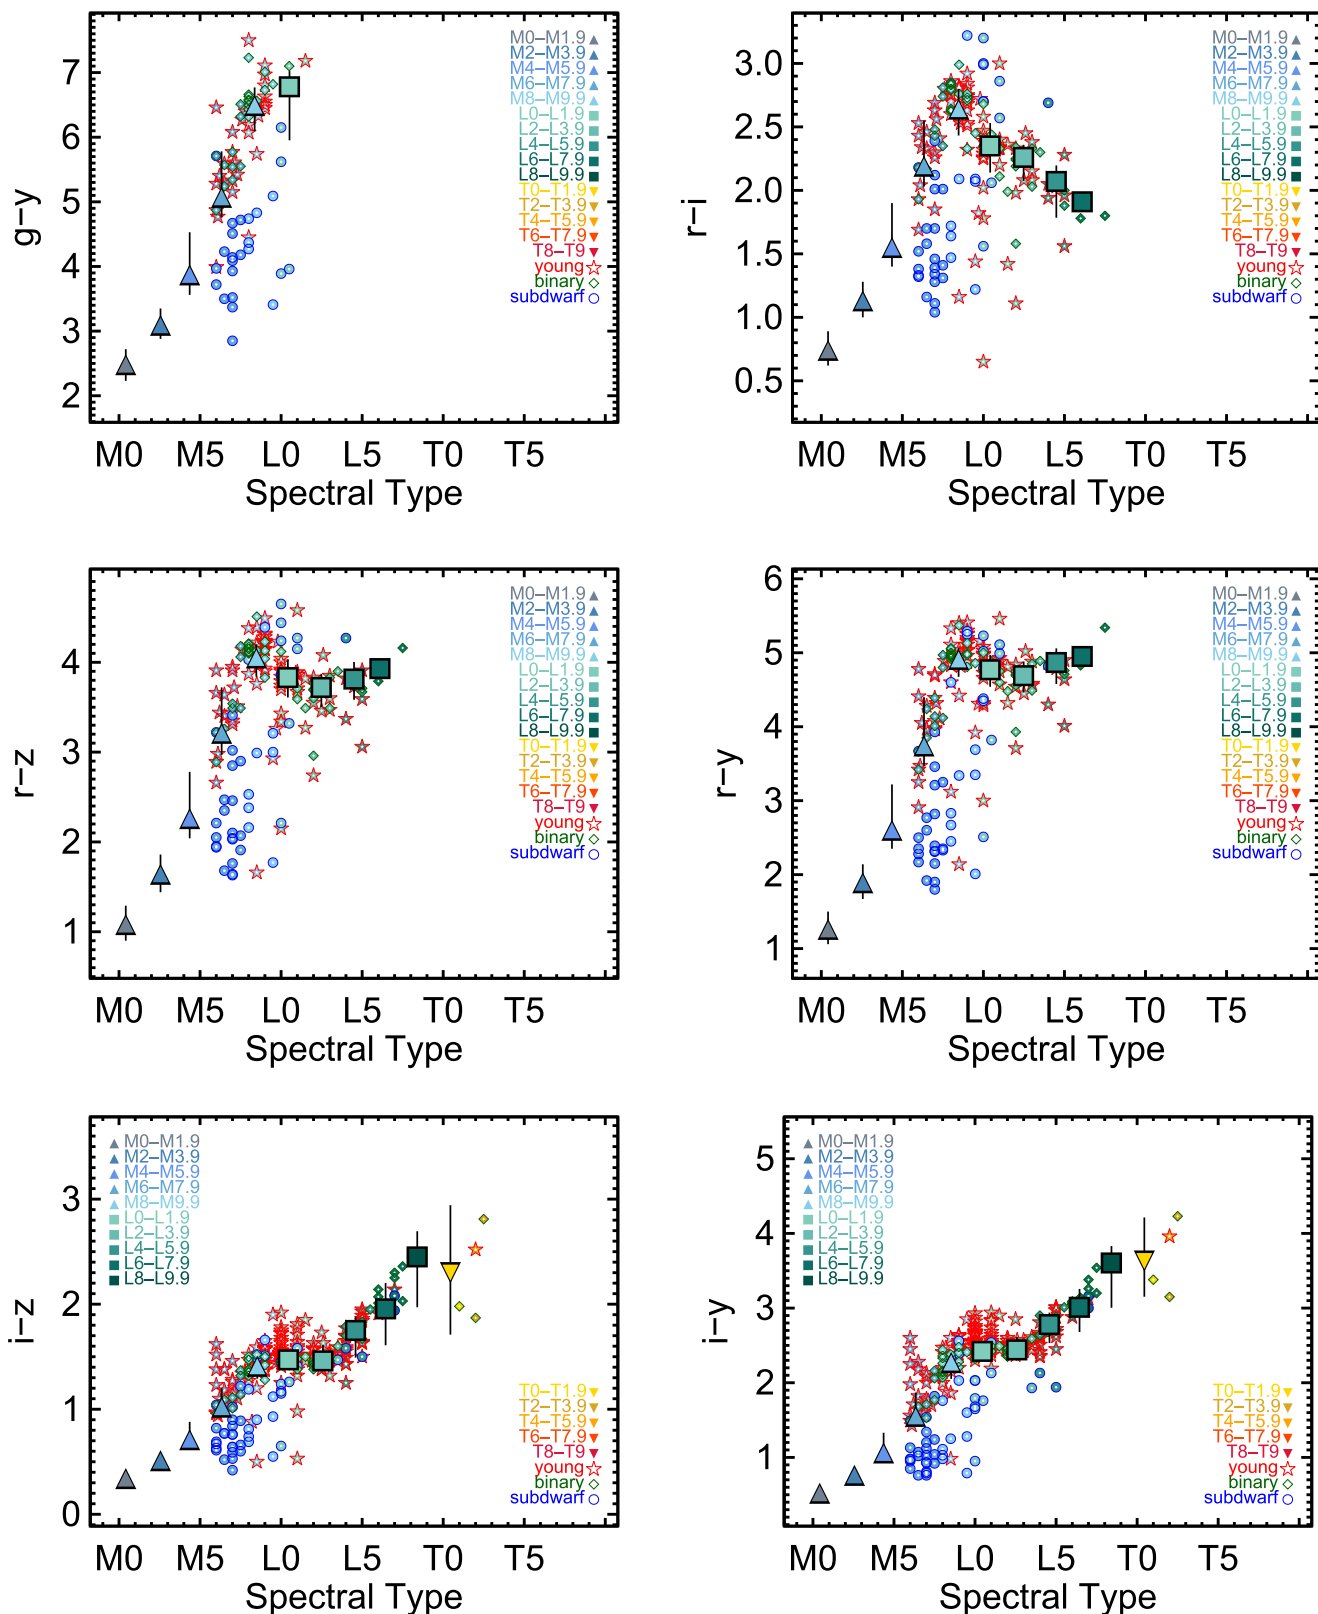 g−y
7
6
5
4
3
2
M0−M1.9
M2−M3.9
M4−M5.9
M6−M7.9
M8−M9.9
L0−L1.9
L2−L3.9
L4−L5.9
L6−L7.9
L8−L9.9
T0−T1.9
T2−T3.9
T4−T5.9
T6−T7.9
T8−T9
young
binary
subdwarf
M0 M5 L0 L5 T0 T5
Spectral Type
r−i
3.0
2.5
2.0
1.5
1.0
0.5
M0−M1.9
M2−M3.9
M4−M5.9
M6−M7.9
M8−M9.9
L0−L1.9
L2−L3.9
L4−L5.9
L6−L7.9
L8−L9.9
T0−T1.9
T2−T3.9
T4−T5.9
T6−T7.9
T8−T9
young
binary
subdwarf
M0 M5 L0 L5 T0 T5
Spectral Type
r−z
4
3
2
1
M0−M1.9
M2−M3.9
M4−M5.9
M6−M7.9
M8−M9.9
L0−L1.9
L2−L3.9
L4−L5.9
L6−L7.9
L8−L9.9
T0−T1.9
T2−T3.9
T4−T5.9
T6−T7.9
T8−T9
young
binary
subdwarf
M0 M5 L0 L5 T0 T5
Spectral Type
r−y
6
5
4
3
2
1
M0−M1.9
M2−M3.9
M4−M5.9
M6−M7.9
M8−M9.9
L0−L1.9
L2−L3.9
L4−L5.9
L6−L7.9
L8−L9.9
T0−T1.9
T2−T3.9
T4−T5.9
T6−T7.9
T8−T9
young
binary
subdwarf
M0 M5 L0 L5 T0 T5
Spectral Type
i−z
3
2
1
0
M0−M1.9
M2−M3.9
M4−M5.9
M6−M7.9
M8−M9.9
L0−L1.9
L2−L3.9
L4−L5.9
L6−L7.9
L8−L9.9
T0−T1.9
T2−T3.9
T4−T5.9
T6−T7.9
T8−T9
young
binary
subdwarf
M0 M5 L0 L5 T0 T5
Spectral Type
i−y
5
4
3
2
1
M0−M1.9
M2−M3.9
M4−M5.9
M6−M7.9
M8−M9.9
L0−L1.9
L2−L3.9
L4−L5.9
L6−L7.9
L8−L9.9
T0−T1.9
T2−T3.9
T4−T5.9
T6−T7.9
T8−T9
young
binary
subdwarf
M0 M5 L0 L5 T0 T5
Spectral Type